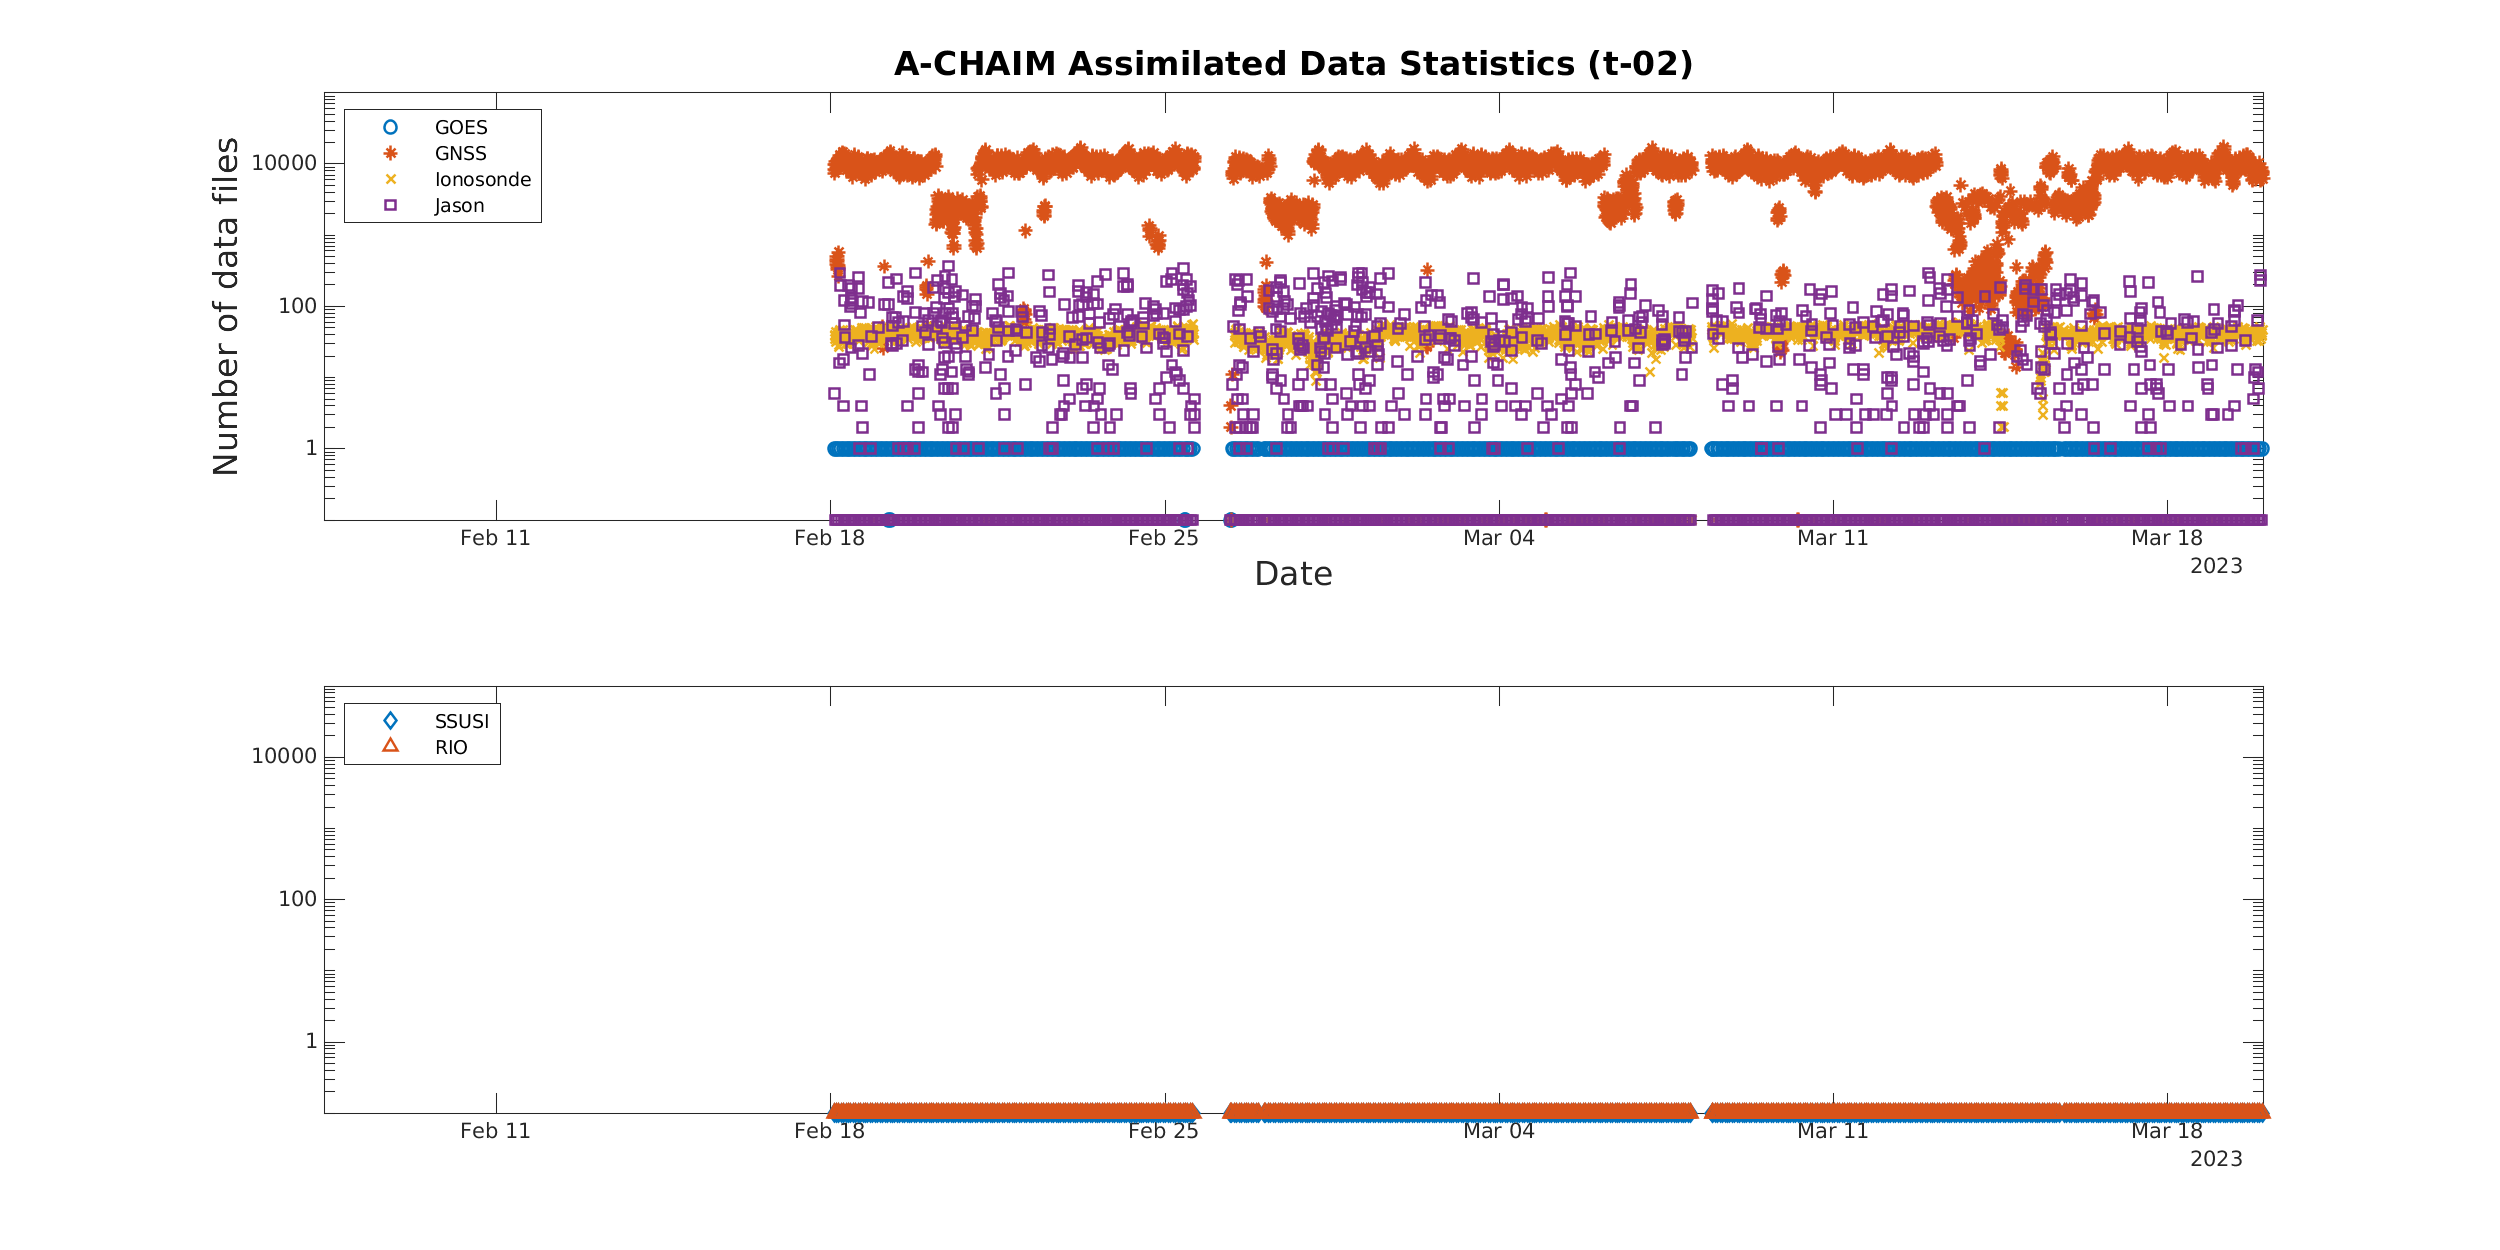 A-CHAIM Assimilated Data Statistics (t-02)
Number of data files
10000
100
1
GOES
GNSS
Ionosonde
Jason
Feb 11
Feb 18
Feb 25
Mar 04
Mar 11
Mar 18
2023
Date
10000
100
1
SSUSI
RIO
Feb 11
Feb 18
Feb 25
Mar 04
Mar 11
Mar 18
2023